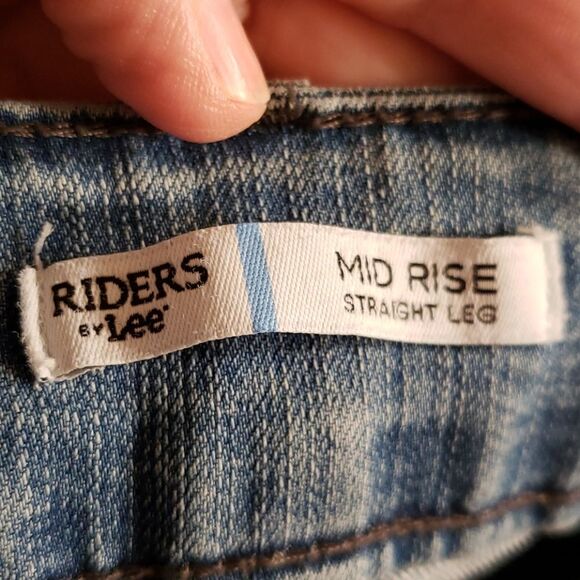 RIDERS
BY Lee
MID RISE
STRAIGHT LEG